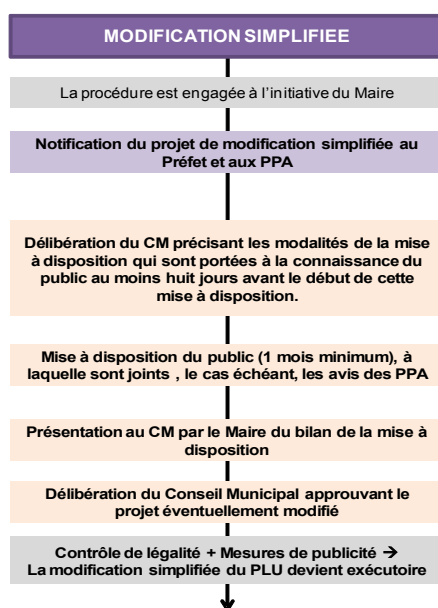 MODIFICATION SIMPLIFIEE
La procédure est engagée à l'initiative du Maire
Notification du projet de modification simplifiée au
Préfet et aux PPA
Délibération du CM précisant les modalités de la mise
à disposition qui sont portées à la connaissance du
public au moins huit jours avant le début de cette
mise à disposition.
Mise à disposition du public (1 mois minimum), à
laquelle sont joints , le cas échéant, les avis des PPA
Présentation au CM par le Maire du bilan de la mise à
disposition
Délibération du Conseil Municipal approuvant le
projet éventuellement modifié
Contrôle de légalité + Mesures de publicité →
La modification simplifiée du PLU devient exécutoire